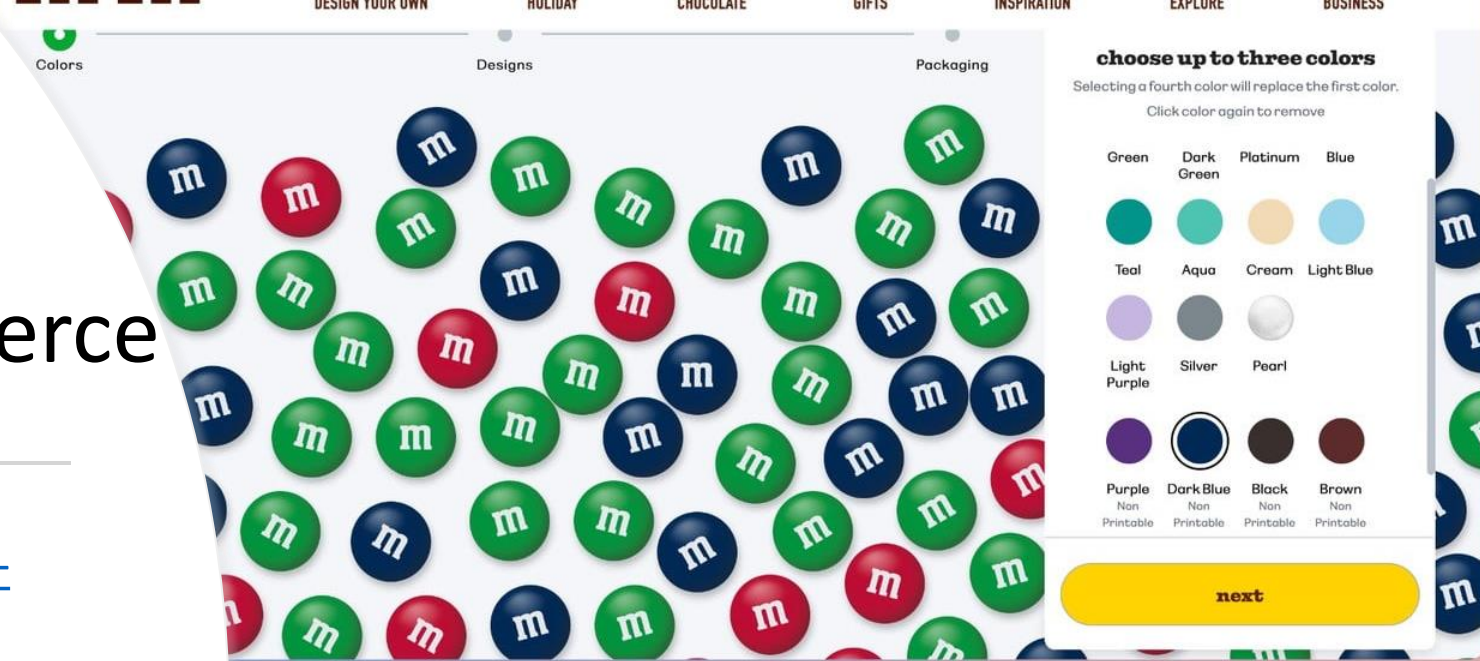 DESIGN YOUR OWN HOLIDAY CHOCOLATE GIFTS INSPIRATION EXPLORE BUSINESS
Colors Designs Packaging
erce
choose up to three colors
Selecting a fourth color will replace the first color.
Click color again to remove
Green Dark Green Platinum Blue
Teal Aqua Cream Light Blue
Light Purple Silver Pearl
Purple Dark Blue Black Brown
Non Printable Non Printable Non Printable Non Printable
next
m m m m m m m m m m m m m m m m m m m m m m m m m m m m m m m m m m m m m m m m m m m m m m m m